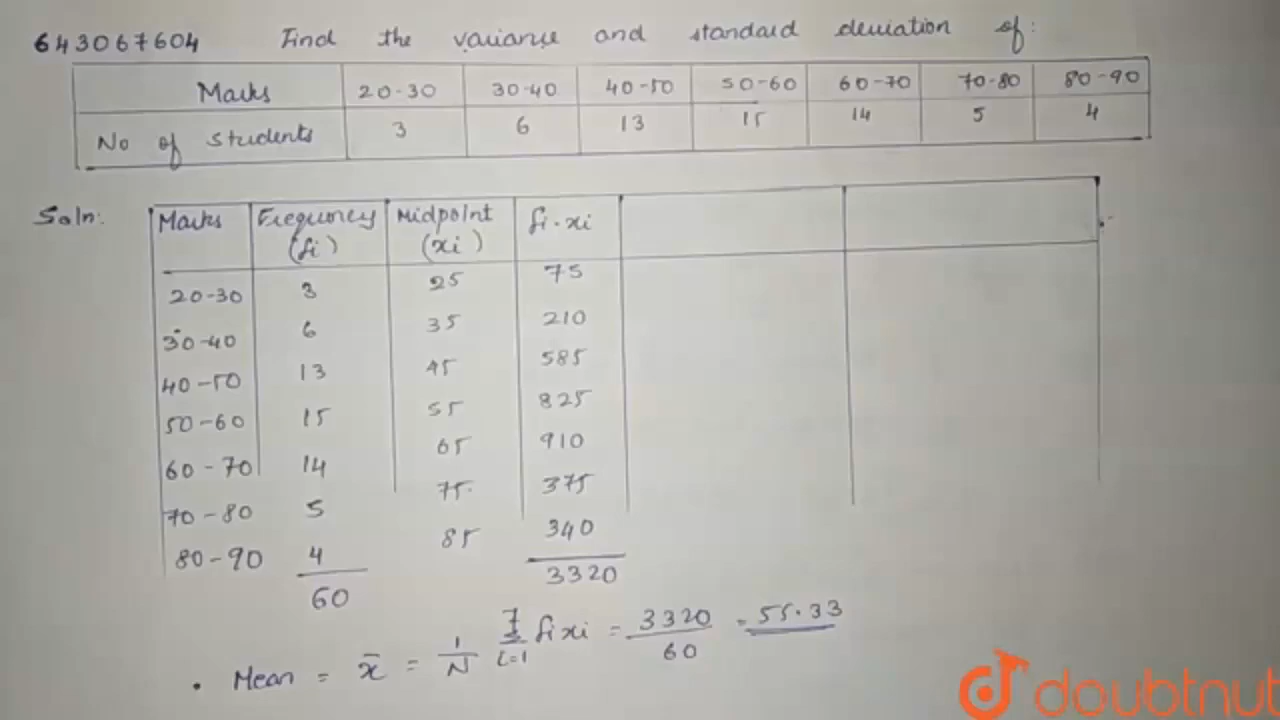 643067604 Find the variance and standard deviation of:
Marks 20-30 30-40 40-50 50-60 60-70 70-80 80-90
No of Students 3 6 13 15 14 5 4
Soln:
Marks Frequency (fi) Midpoint (xi) fi·xi
20-30 3 25 75
30-40 6 35 210
40-50 13 45 585
50-60 15 55 825
60-70 14 65 910
70-80 5 75 375
80-90 4 85 340
60 3320
• Mean = x̄ = 1/N 7 Σ i=1 fixi = 3320/60 = 55.33
doubtnut